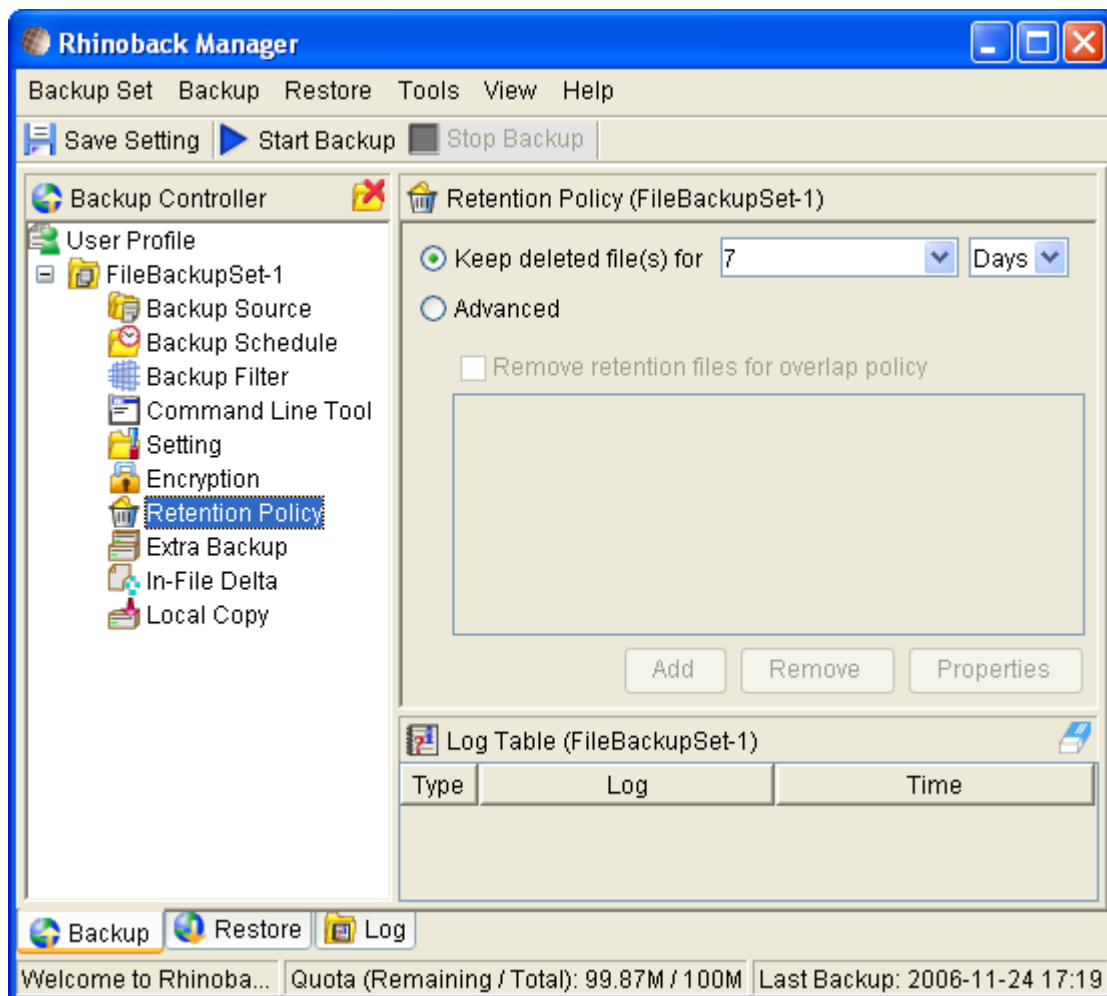 Rhinoback Manager
Backup Set Backup Restore Tools View Help
Save Setting Start Backup Stop Backup
Backup Controller
User Profile
FileBackupSet-1
Backup Source
Backup Schedule
Backup Filter
Command Line Tool
Setting
Encryption
Retention Policy
Extra Backup
In-File Delta
Local Copy
Retention Policy (FileBackupSet-1)
Keep deleted file(s) for 7 Days
Advanced
Remove retention files for overlap policy
Add Remove Properties
Log Table (FileBackupSet-1)
Type Log Time
Backup Restore Log
Welcome to Rhinoba... Quota (Remaining / Total): 99.87M / 100M Last Backup: 2006-11-24 17:19